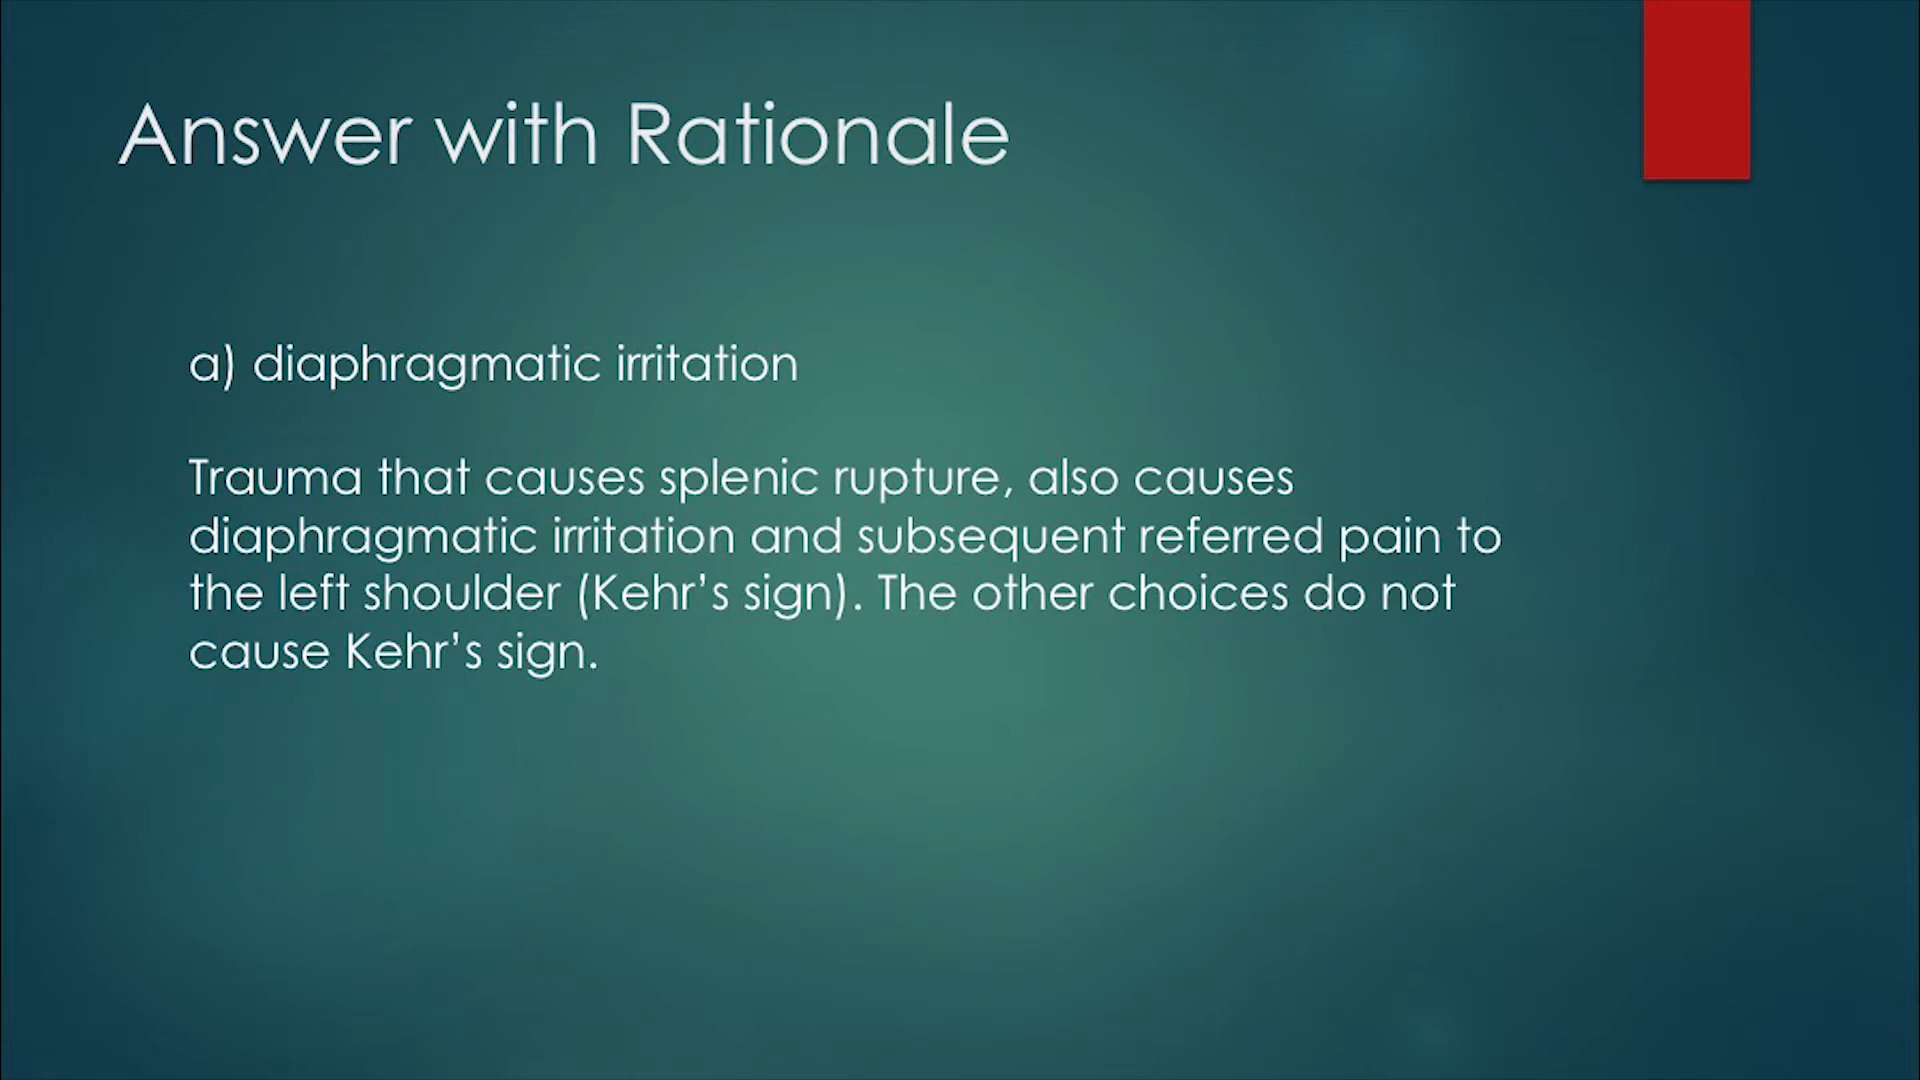 Answer with Rationale
a) diaphragmatic irritation
Trauma that causes splenic rupture, also causes
diaphragmatic irritation and subsequent referred pain to
the left shoulder (Kehr’s sign). The other choices do not
cause Kehr’s sign.